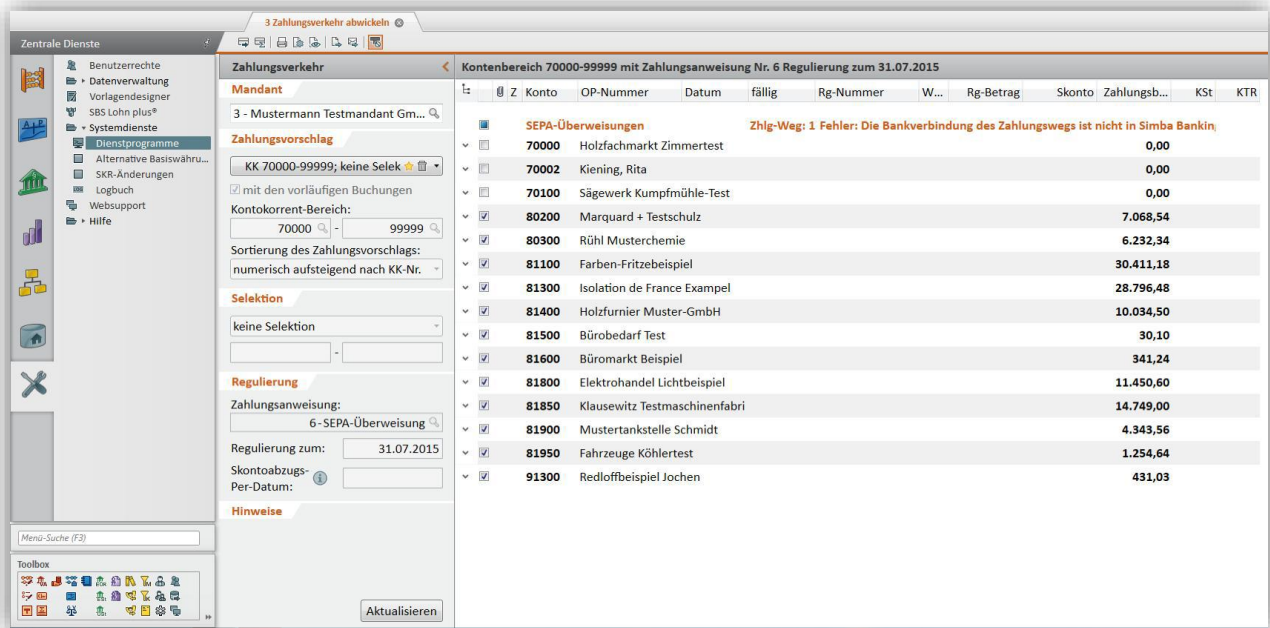 3 Zahlungsverkehr abwickeln
Zentrale Dienste
Benutzerrechte
Datenverwaltung
Vorlagendesigner
SBS Lohn plus®
Systemdienste
Dienstprogramme
Alternative Basiswähru...
SKR-Änderungen
Logbuch
Websupport
Hilfe
Menü-Suche (F3)
Toolbox
Zahlungsverkehr
Mandant
3 - Mustermann Testmandant Gm...
Zahlungsvorschlag
KK 70000-99999; keine Selek
mit den vorläufigen Buchungen
Kontokorrent-Bereich:
70000 - 99999
Sortierung des Zahlungsvorschlags:
numerisch aufsteigend nach KK-Nr.
Selektion
keine Selektion
-
Regulierung
Zahlungsanweisung:
6-SEPA-Überweisung
Regulierung zum: 31.07.2015
Skontoabzugs-
Per-Datum:
Hinweise
Aktualisieren
Kontenbereich 70000-99999 mit Zahlungsanweisung Nr. 6 Regulierung zum 31.07.2015
Z Konto OP-Nummer Datum fällig Rg-Nummer W... Rg-Betrag Skonto Zahlungsb... KSt KTR
SEPA-Überweisungen Zhlg-Weg: 1 Fehler: Die Bankverbindung des Zahlungswegs ist nicht in Simba Bankin
70000 Holzfachmarkt Zimmertest 0,00
70002 Kiening, Rita 0,00
70100 Sägewerk Kumpfmühle-Test 0,00
80200 Marquard + Testschulz 7.068,54
80300 Rühl Musterchemie 6.232,34
81100 Farben-Fritzebeispiel 30.411,18
81300 Isolation de France Exampel 28.796,48
81400 Holzfurnier Muster-GmbH 10.034,50
81500 Bürobedarf Test 30,10
81600 Büromarkt Beispiel 341,24
81800 Elektrohandel Lichtbeispiel 11.450,60
81850 Klausewitz Testmaschinenfabri 14.749,00
81900 Mustertankstelle Schmidt 4.343,56
81950 Fahrzeuge Köhlertest 1.254,64
91300 Redloffbeispiel Jochen 431,03